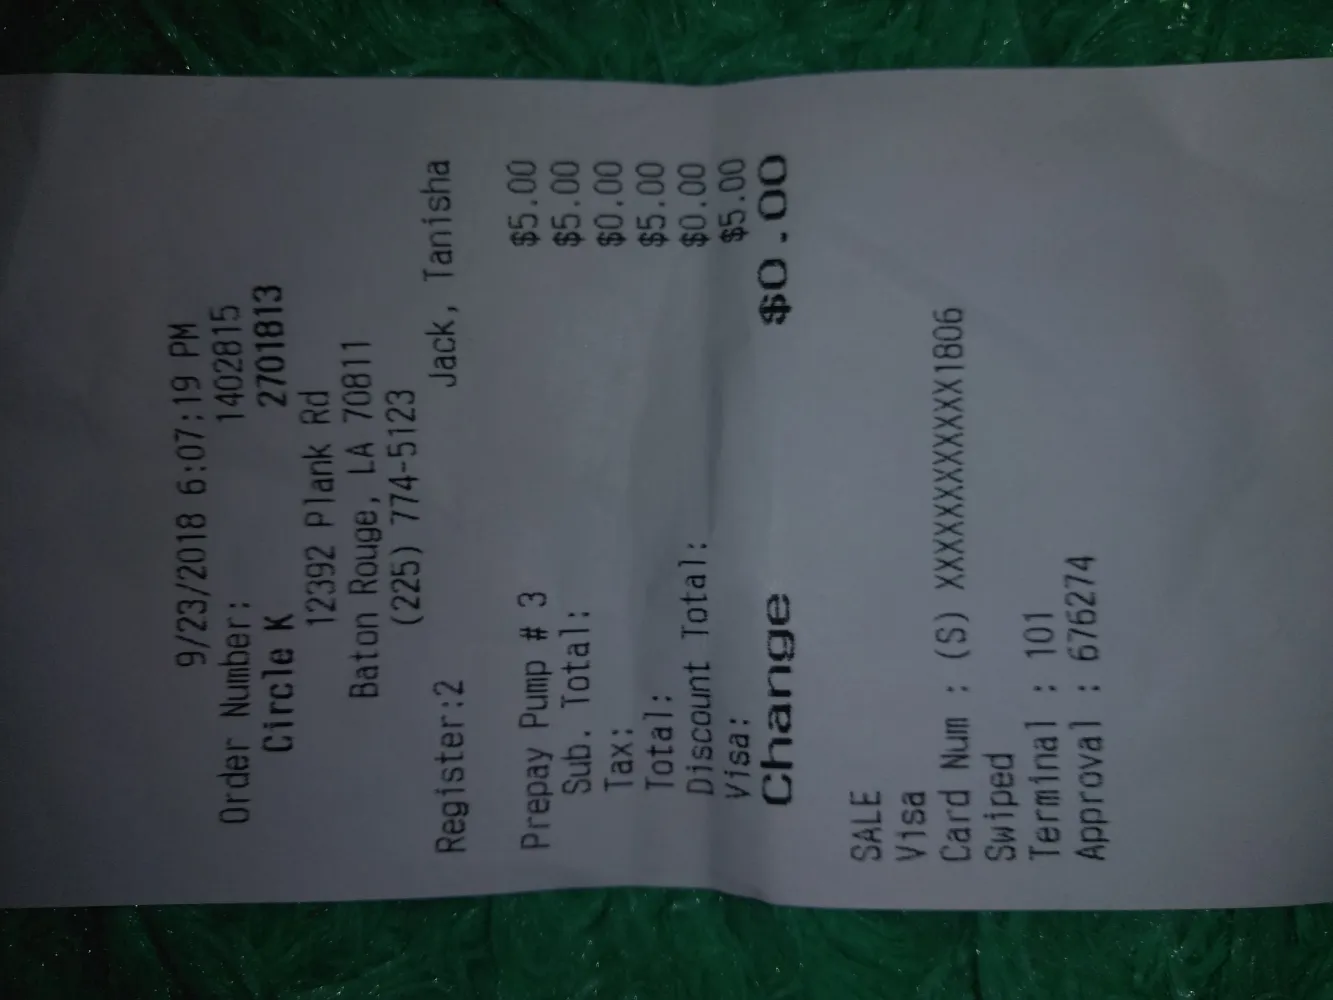 9/23/2018 6:07:19 PM
Order Number: 1402815
Circle K 2701813
12392 Plank Rd
Baton Rouge, LA 70811
(225) 774-5123
Register:2 Jack, Tanisha
Prepay Pump # 3 $5.00
Sub. Total: $5.00
Tax: $0.00
Total: $5.00
Discount Total: $0.00
Visa: $5.00
Change $0.00
SALE
Visa
Card Num : (S) XXXXXXXXXXXX1806
Swiped
Terminal : 101
Approval : 676274